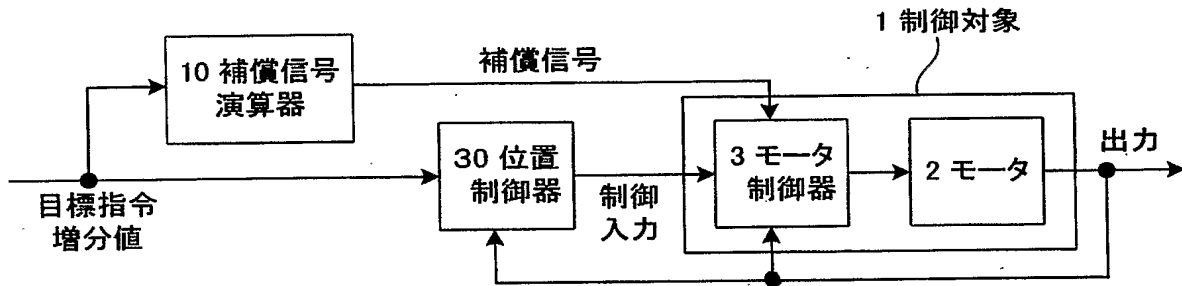 1 制御対象
10 補償信号
演算器
補償信号
30 位置
制御器
3 モータ
制御器
2 モータ
出力
目標指令
増分値
制御
入力